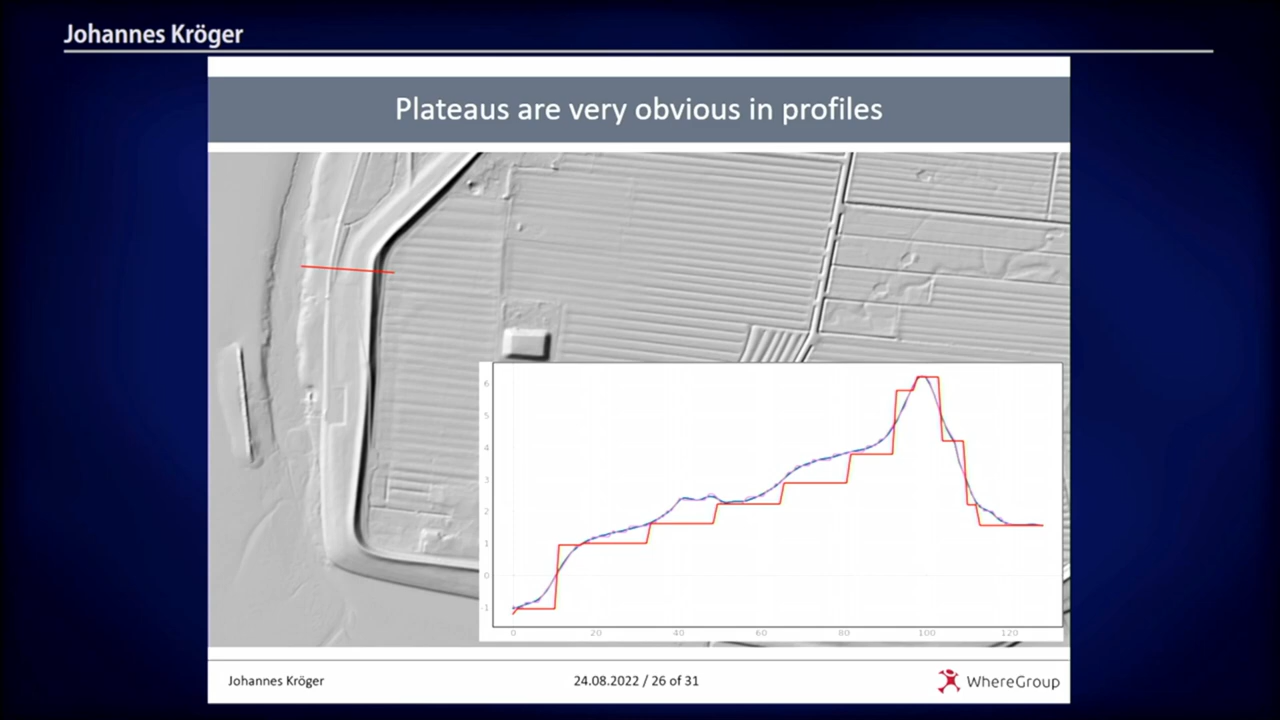 Johannes Kröger
Plateaus are very obvious in profiles
6
5
4
3
2
1
0
-1
0 20 40 60 80 100 120
Johannes Kröger 24.08.2022 / 26 of 31 WhereGroup